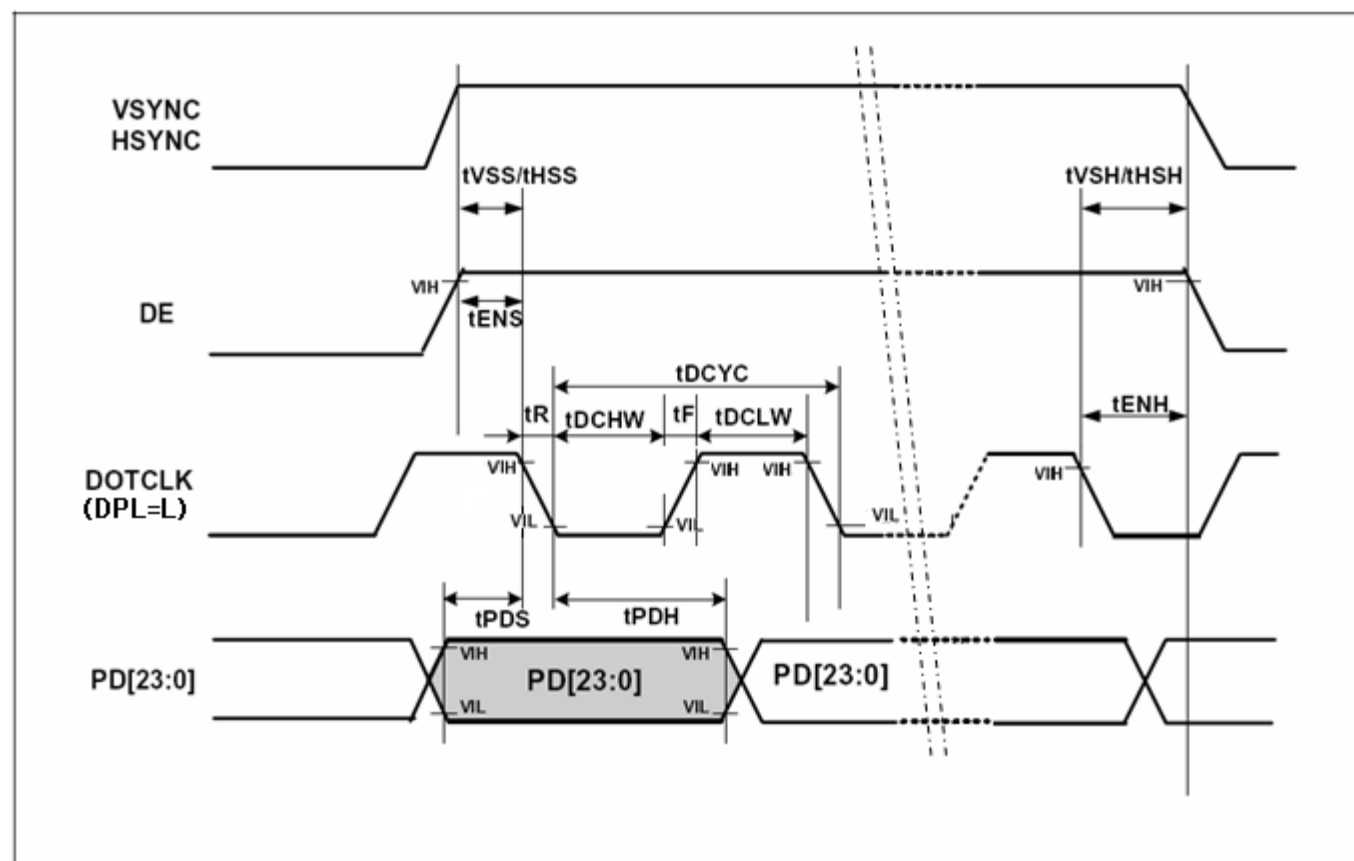 VSYNC
HSYNC
tVSS/tHSS
tVSH/tHSH
VIH
VIH
DE
tENS
tDCYC
tENH
tR
tDCHW
tF
tDCLW
DOTCLK
(DPL=L)
VIH
VIH
VIH
VIH
VIL
VIL
VIL
tPDS
tPDH
PD[23:0]
VIH
VIH
PD[23:0]
PD[23:0]
VIL
VIL